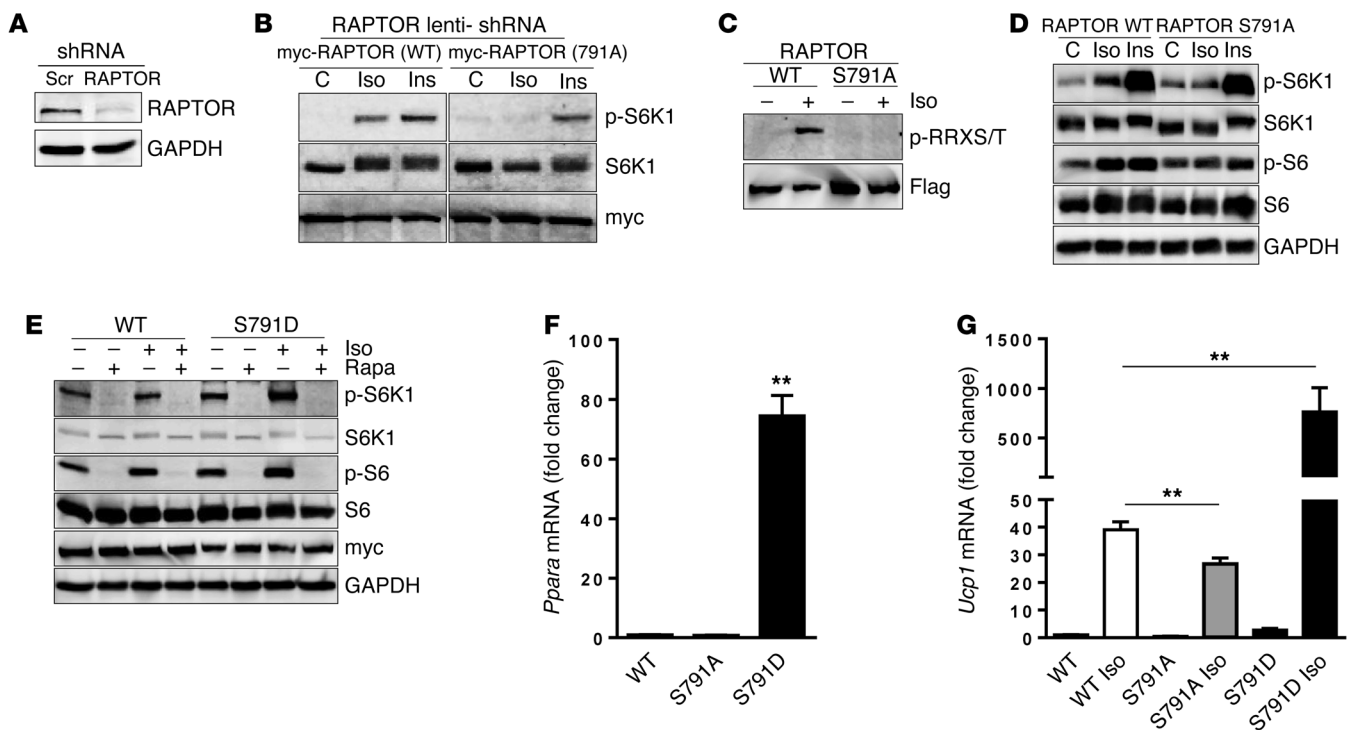 A
shRNA
Scr RAPTOR
RAPTOR
GAPDH
B
RAPTOR lenti- shRNA
myc-RAPTOR (WT) myc-RAPTOR (791A)
C Iso Ins C Iso Ins
p-S6K1
S6K1
myc
C
RAPTOR
WT S791A
– + – + Iso
p-RRXS/T
Flag
D
RAPTOR WT RAPTOR S791A
C Iso Ins C Iso Ins
p-S6K1
S6K1
p-S6
S6
GAPDH
E
WT S791D
– – + + – – + + Iso
– + – + – + – + Rapa
p-S6K1
S6K1
p-S6
S6
myc
GAPDH
F
Ppara mRNA (fold change)
100
80
60
40
20
0
**
WT
S791A
S791D
G
Ucp1 mRNA (fold change)
1500
1000
500
50
40
30
20
10
0
**
**
WT
WT Iso
S791A
S791A Iso
S791D
S791D Iso